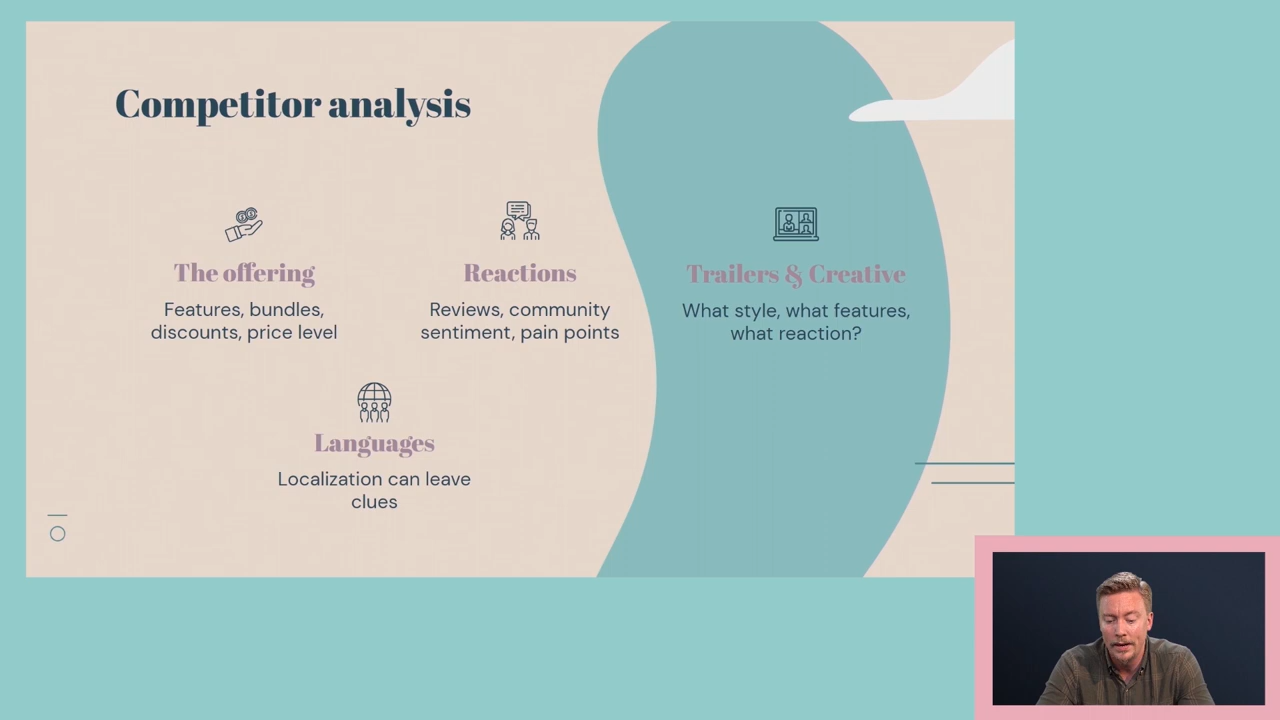 Competitor analysis
The offering
Features, bundles,
discounts, price level
Reactions
Reviews, community
sentiment, pain points
Trailers & Creative
What style, what features,
what reaction?
Languages
Localization can leave
clues